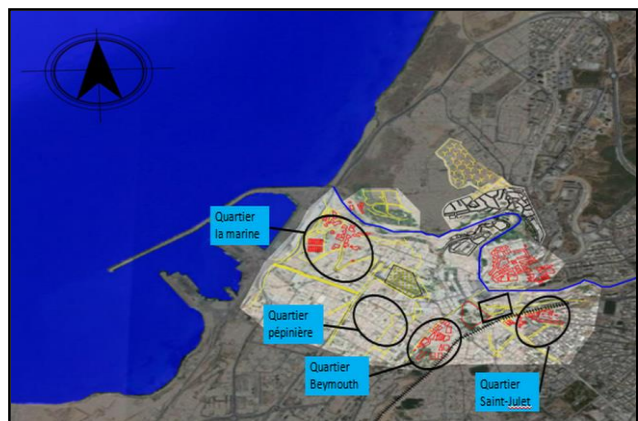 Quartier
la marine
Quartier
pépinière
Quartier
Beymouth
Quartier
Saint-Julet